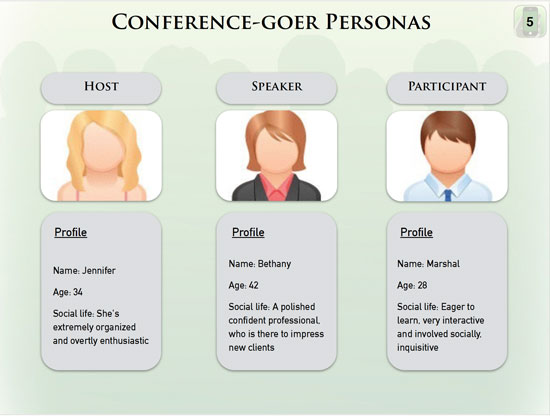 CONFERENCE-GOER PERSONAS
5
HOST
SPEAKER
PARTICIPANT
Profile
Name: Jennifer
Age: 34
Social life: She's
extremely organized
and overtly enthusiastic
Profile
Name: Bethany
Age: 42
Social life: A polished
confident professional,
who is there to impress
new clients
Profile
Name: Marshal
Age: 28
Social life: Eager to
learn, very interactive
and involved socially,
inquisitive